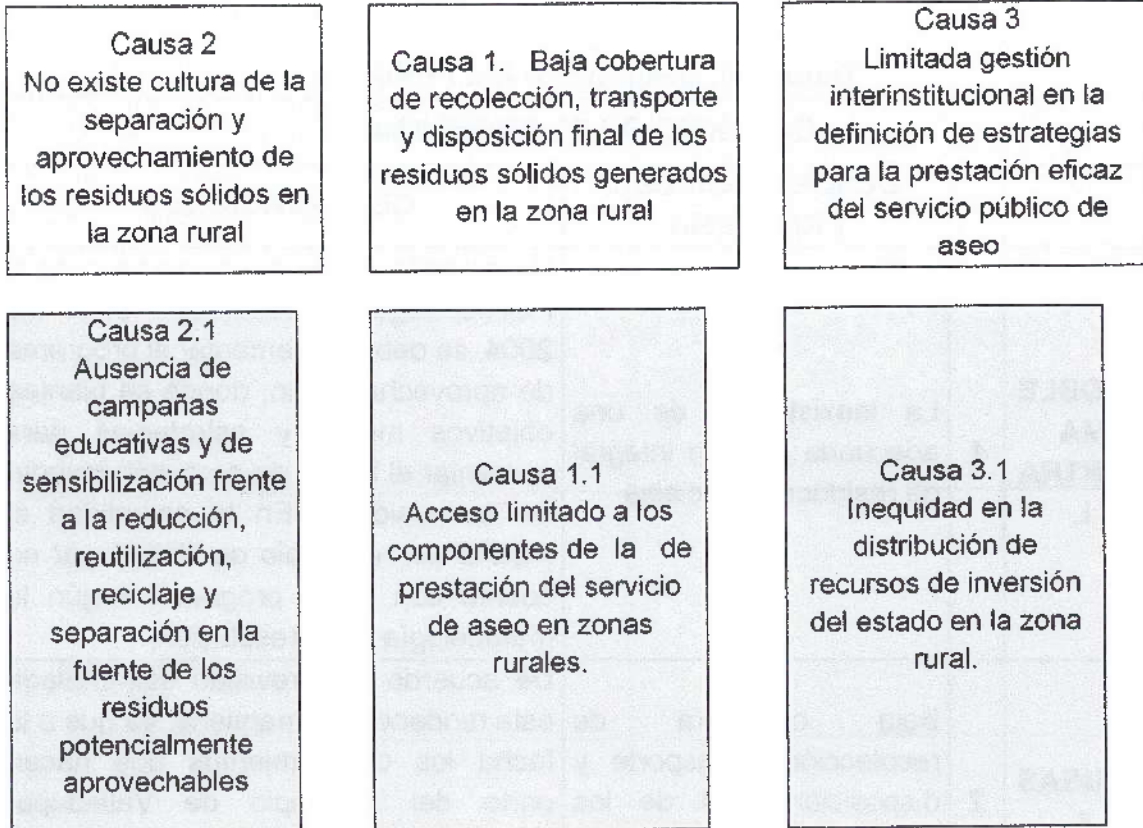 Causa 2
No existe cultura de la
separación y
aprovechamiento de
los residuos sólidos en
la zona rural
Causa 1. Baja cobertura
de recolección, transporte
y disposición final de los
residuos sólidos generados
en la zona rural
Causa 3
Limitada gestión
interinstitucional en la
definición de estrategias
para la prestación eficaz
del servicio público de
aseo
Causa 2.1
Ausencia de
campañas
educativas y de
sensibilización frente
a la reducción,
reutilización,
reciclaje y
separación en la
fuente de los
residuos
potencialmente
aprovechables
Causa 1.1
Acceso limitado a los
componentes de la de
prestación del servicio
de aseo en zonas
rurales.
Causa 3.1
Inequidad en la
distribución de
recursos de inversión
del estado en la zona
rural.